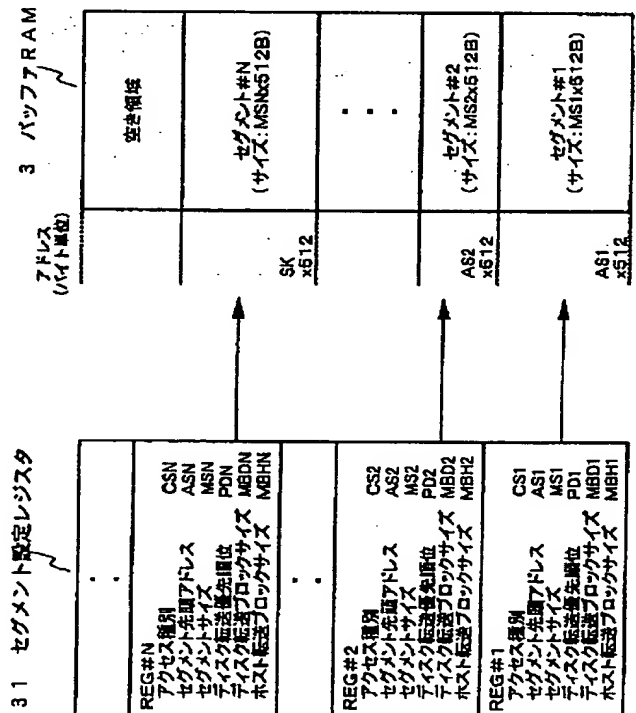 31 セグメント設定レジスタ
REG#N
アクセス種別 CSN
セグメント先頭アドレス ASN
セグメントサイズ MSN
ディスク転送優先順位 PDN
ディスク転送ブロックサイズ MBDN
ホスト転送ブロックサイズ MBHN
REG#2
アクセス種別 CS2
セグメント先頭アドレス AS2
セグメントサイズ MS2
ディスク転送優先順位 PD2
ディスク転送ブロックサイズ MBD2
ホスト転送ブロックサイズ MBH2
REG#1
アクセス種別 CS1
セグメント先頭アドレス AS1
セグメントサイズ MS1
ディスク転送優先順位 PD1
ディスク転送ブロックサイズ MBD1
ホスト転送ブロックサイズ MBH1
3 バッファRAM
アドレス
(バイト単位)
空き領域
SK
x512
セグメント#N
(サイズ:MSNx512B)
AS2
x512
セグメント#2
(サイズ:MS2x512B)
AS1
x512
セグメント#1
(サイズ:MS1x512B)